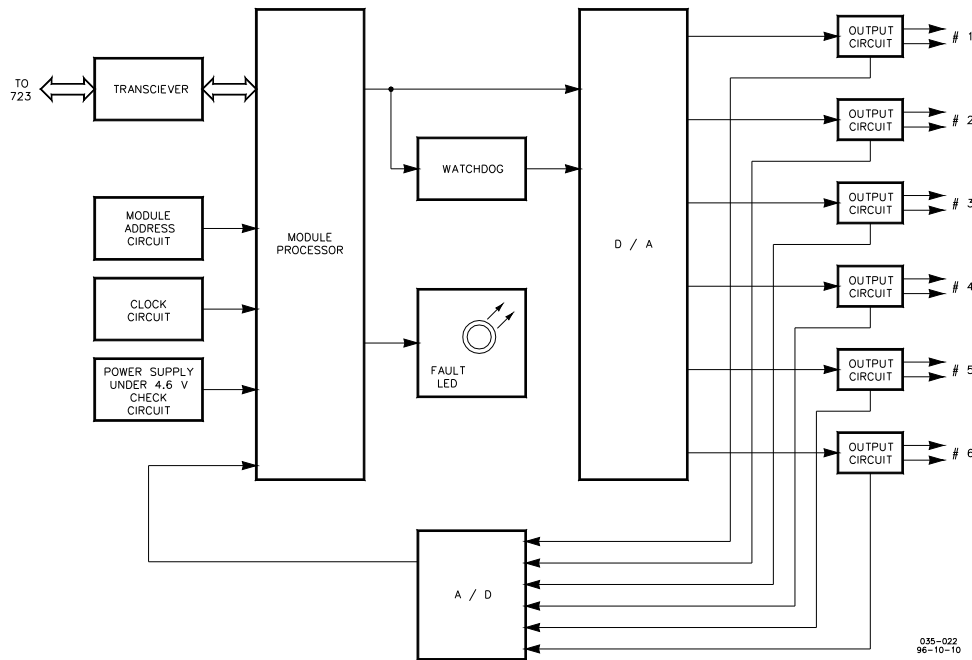 TO
723
TRANSCIEVER
MODULE
ADDRESS
CIRCUIT
CLOCK
CIRCUIT
POWER SUPPLY
UNDER 4.6 V
CHECK
CIRCUIT
MODULE
PROCESSOR
WATCHDOG
FAULT
LED
D / A
A / D
OUTPUT
CIRCUIT
# 1
OUTPUT
CIRCUIT
# 2
OUTPUT
CIRCUIT
# 3
OUTPUT
CIRCUIT
# 4
OUTPUT
CIRCUIT
# 5
OUTPUT
CIRCUIT
# 6
035-022
96-10-10